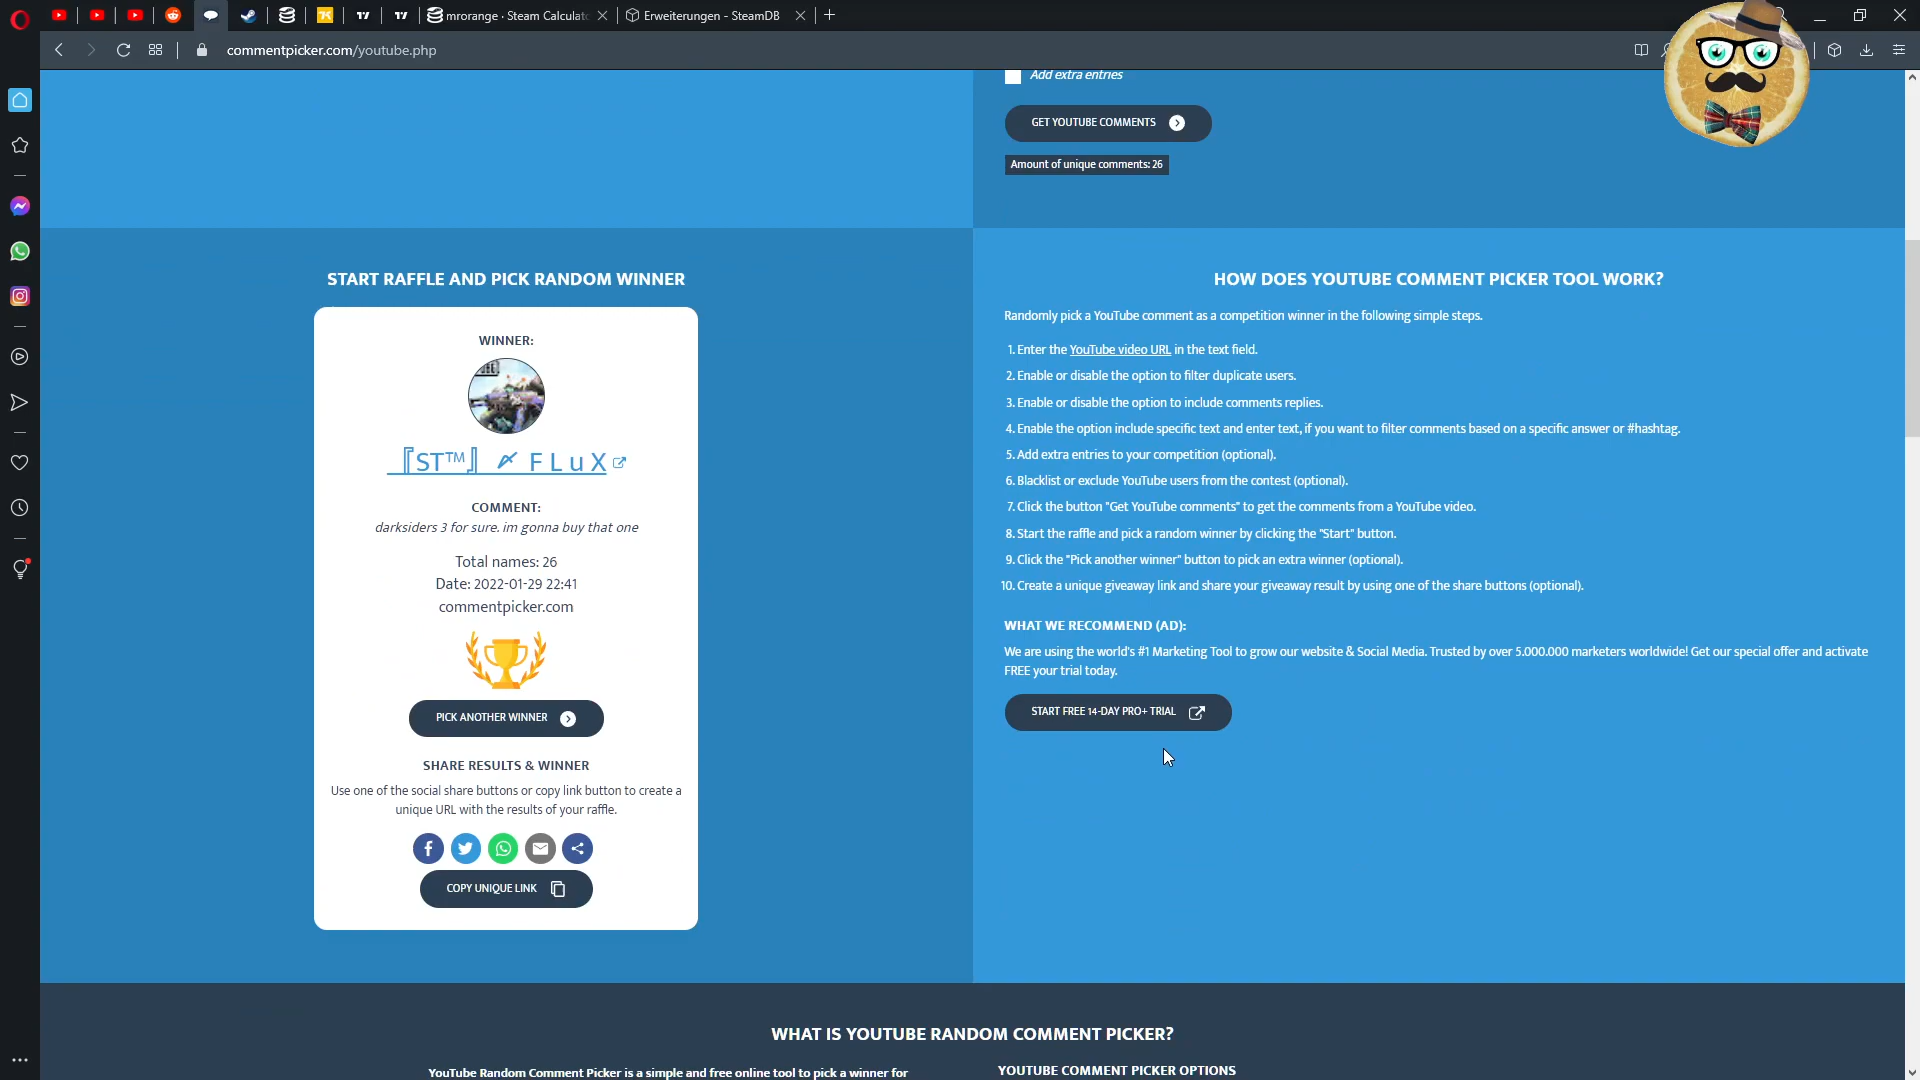 mrorange · Steam Calculat
Erweiterungen - SteamDB
commentpicker.com/youtube.php
Add extra entries
GET YOUTUBE COMMENTS
Amount of unique comments: 26
START RAFFLE AND PICK RANDOM WINNER
WINNER:
『ST™』 F L u X
COMMENT:
darksiders 3 for sure. im gonna buy that one
Total names: 26
Date: 2022-01-29 22:41
commentpicker.com
PICK ANOTHER WINNER
SHARE RESULTS & WINNER
Use one of the social share buttons or copy link button to create a
unique URL with the results of your raffle.
COPY UNIQUE LINK
HOW DOES YOUTUBE COMMENT PICKER TOOL WORK?
Randomly pick a YouTube comment as a competition winner in the following simple steps.
1. Enter the YouTube video URL in the text field.
2. Enable or disable the option to filter duplicate users.
3. Enable or disable the option to include comments replies.
4. Enable the option include specific text and enter text, if you want to filter comments based on a specific answer or #hashtag.
5. Add extra entries to your competition (optional).
6. Blacklist or exclude YouTube users from the contest (optional).
7. Click the button "Get YouTube comments" to get the comments from a YouTube video.
8. Start the raffle and pick a random winner by clicking the "Start" button.
9. Click the "Pick another winner" button to pick an extra winner (optional).
10. Create a unique giveaway link and share your giveaway result by using one of the share buttons (optional).
WHAT WE RECOMMEND (AD):
We are using the world's #1 Marketing Tool to grow our website & Social Media. Trusted by over 5.000.000 marketers worldwide! Get our special offer and activate
FREE your trial today.
START FREE 14-DAY PRO+ TRIAL
WHAT IS YOUTUBE RANDOM COMMENT PICKER?
YouTube Random Comment Picker is a simple and free online tool to pick a winner for
YOUTUBE COMMENT PICKER OPTIONS